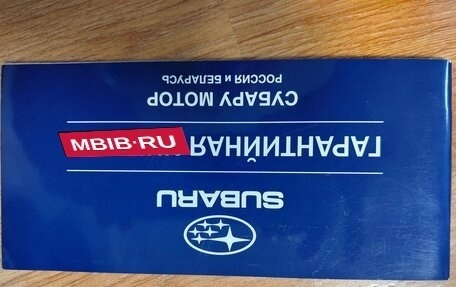 SUBARU
ГАРАНТИЙНАЯ
MBIB.RU
СУБАРУ МОТОР
РОССИЯ и БЕЛАРУСЬ